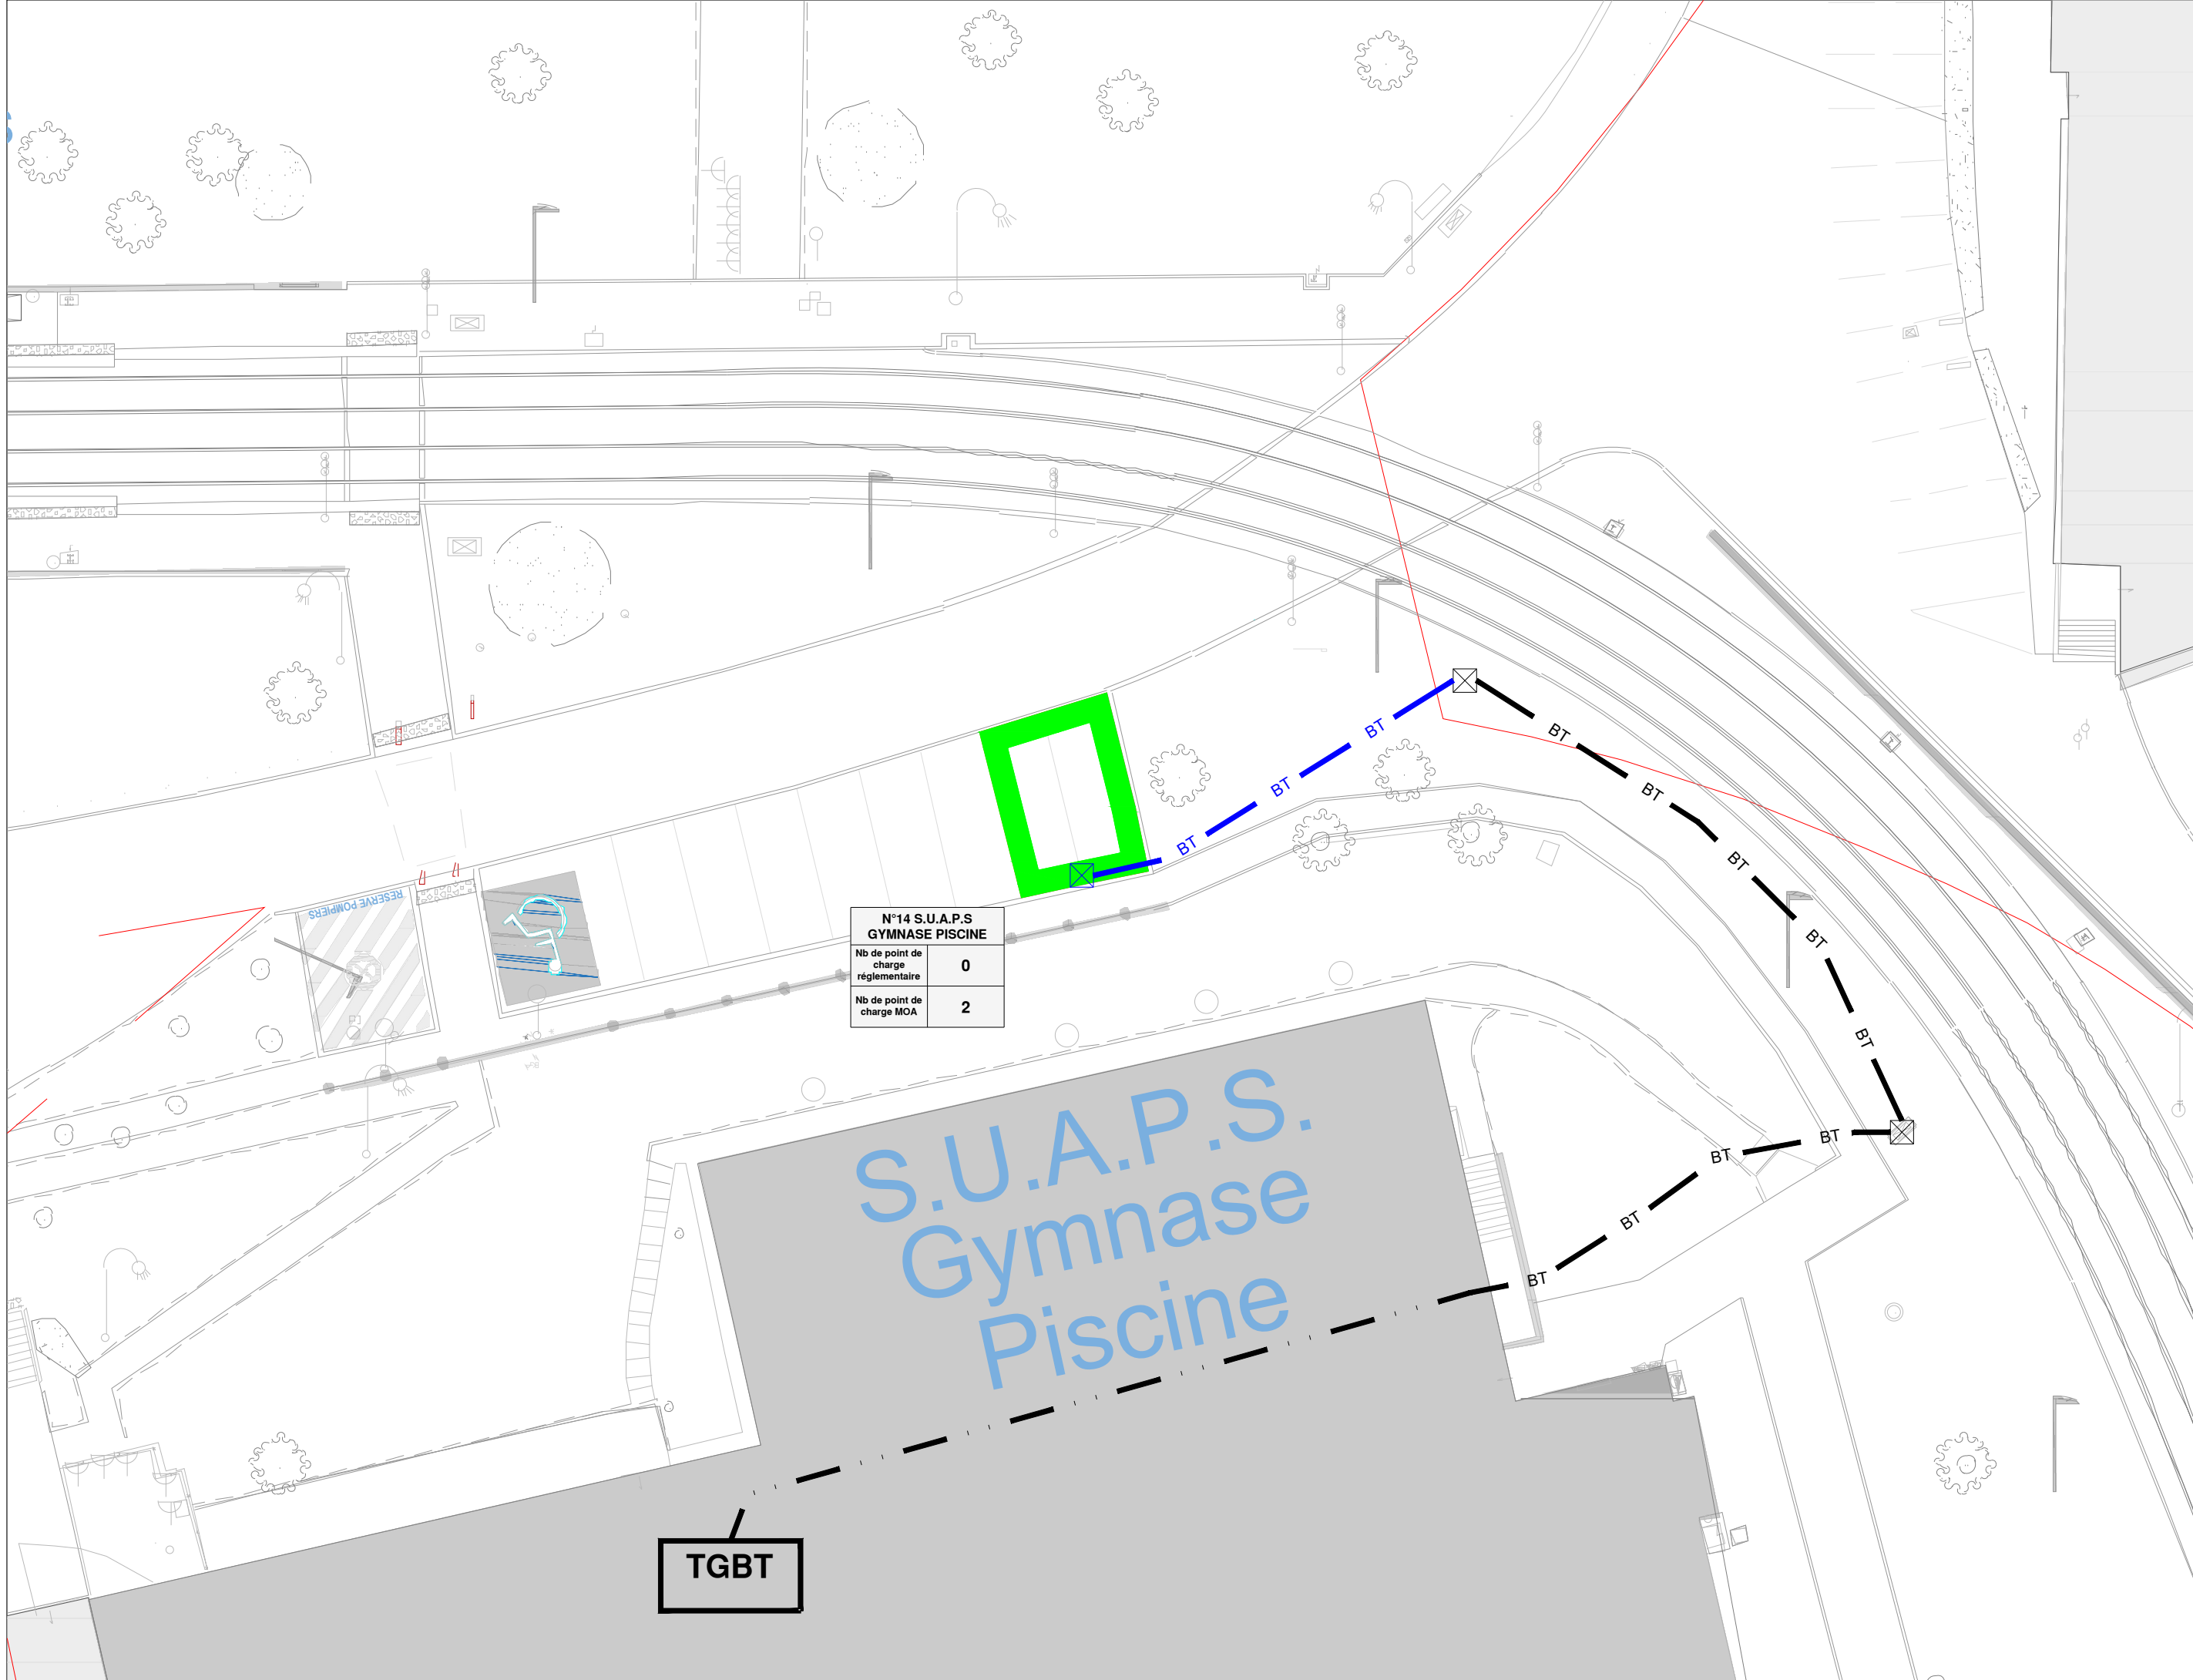 BT
BT
BT
BT
BT
BT
BT
BT
RESERVE POMPIERS
N°14 S.U.A.P.S
GYMNASE PISCINE
Nb de point de
charge
réglementaire
0
Nb de point de
charge MOA
2
BT
BT
BT
BT
S.U.A.P.S.
Gymnase
Piscine
TGBT